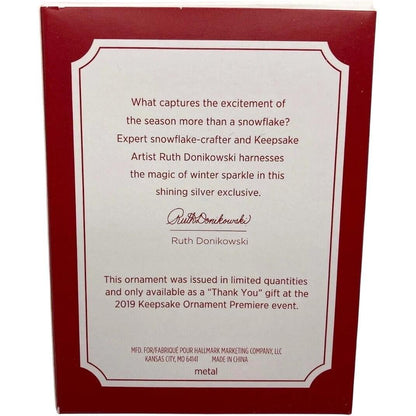 What captures the excitement of
the season more than a snowflake?
Expert snowflake-crafter and Keepsake
Artist Ruth Donikowski harnesses
the magic of winter sparkle in this
shining silver exclusive.
Ruth Donikowski
Ruth Donikowski
This ornament was issued in limited quantities
and only available as a "Thank You" gift at the
2019 Keepsake Ornament Premiere event.
MFD. FOR/FABRIQUÉ POUR HALLMARK MARKETING COMPANY, LLC
KANSAS CITY, MO 64141 MADE IN CHINA
metal